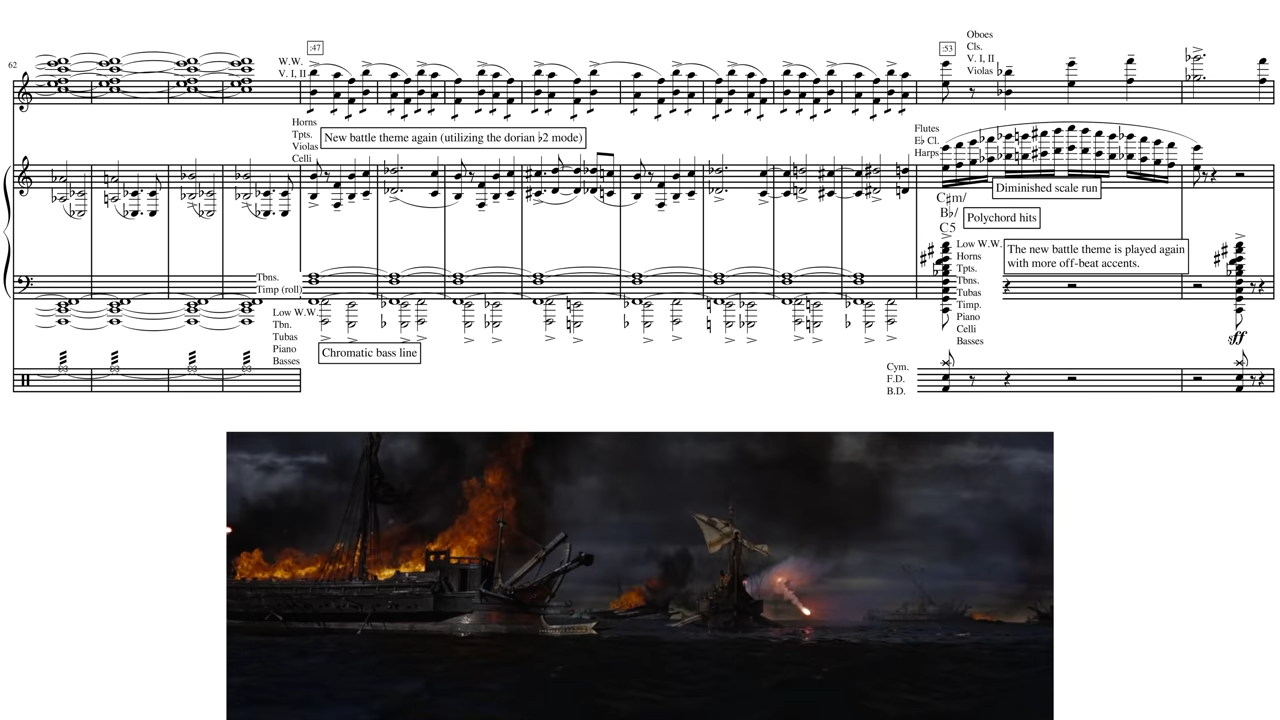 62
:47
W.W.
V. I, II
Horns
Tpts.
Violas
Celli
New battle theme again (utilizing the dorian ♭2 mode)
Tbns.
Timp (roll)
Low W.W.
Tbn.
Tubas
Piano
Basses
Chromatic bass line
:53
Oboes
Cls.
V. I, II
Violas
Flutes
E♭ Cl.
Harps
Diminished scale run
C♯m/
B♭/
C5
Polychord hits
Low W.W.
Horns
Tpts.
Tbns.
Tubas
Timp.
Piano
Celli
Basses
The new battle theme is played again
with more off-beat accents.
sff
Cym.
F.D.
B.D.